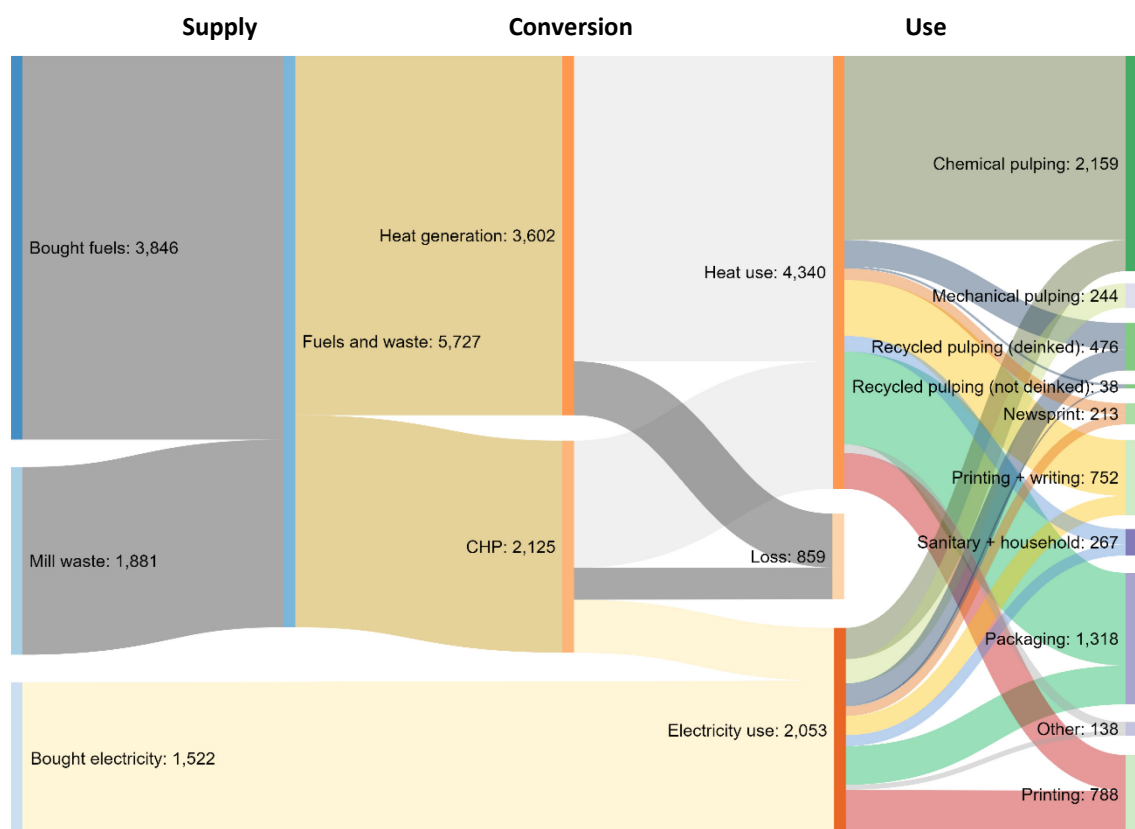 Supply
Conversion
Use
Bought fuels: 3,846
Mill waste: 1,881
Bought electricity: 1,522
Fuels and waste: 5,727
Heat generation: 3,602
CHP: 2,125
Heat use: 4,340
Loss: 859
Electricity use: 2,053
Chemical pulping: 2,159
Mechanical pulping: 244
Recycled pulping (deinked): 476
Recycled pulping (not deinked): 38
Newsprint: 213
Printing + writing: 752
Sanitary + household: 267
Packaging: 1,318
Other: 138
Printing: 788